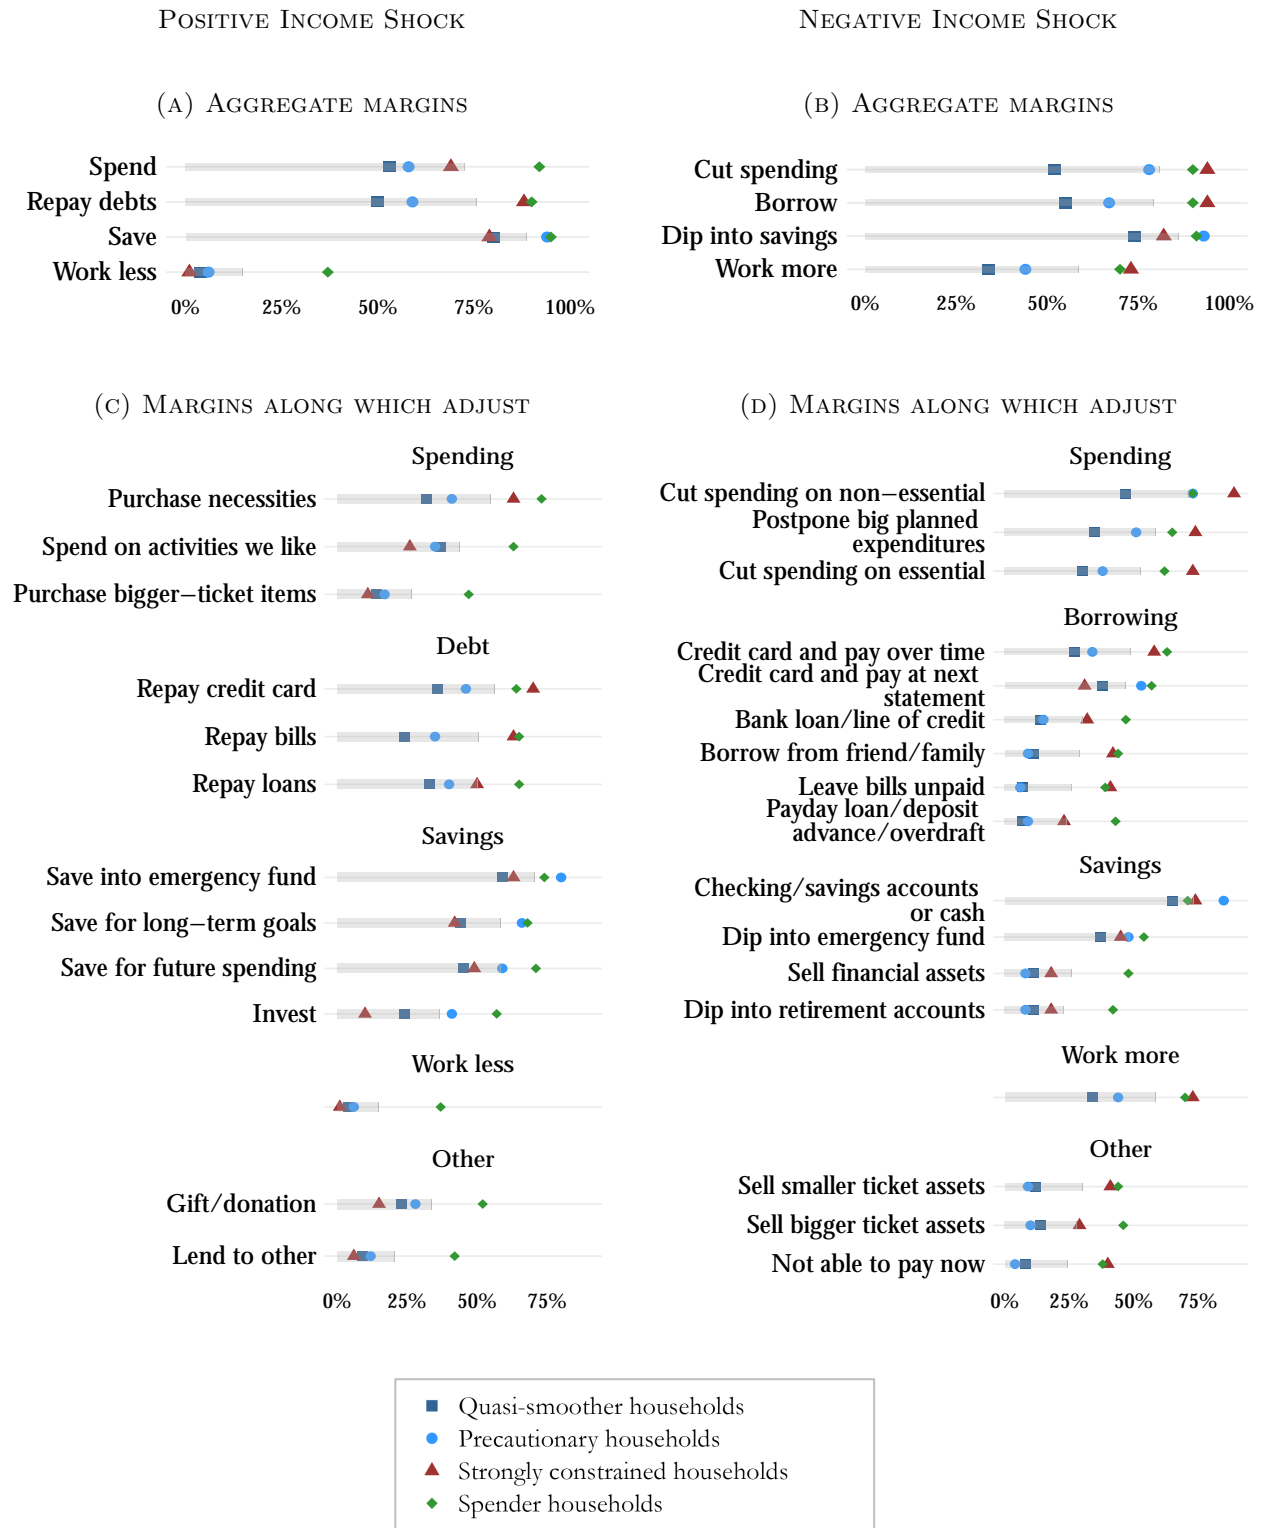 POSITIVE INCOME SHOCK
(A) AGGREGATE MARGINS
Spend
Repay debts
Save
Work less
0% 25% 50% 75% 100%
NEGATIVE INCOME SHOCK
(B) AGGREGATE MARGINS
Cut spending
Borrow
Dip into savings
Work more
0% 25% 50% 75% 100%
(C) MARGINS ALONG WHICH ADJUST
Spending
Purchase necessities
Spend on activities we like
Purchase bigger−ticket items
Debt
Repay credit card
Repay bills
Repay loans
Savings
Save into emergency fund
Save for long−term goals
Save for future spending
Invest
Work less
Other
Gift/donation
Lend to other
0% 25% 50% 75%
(D) MARGINS ALONG WHICH ADJUST
Spending
Cut spending on non−essential
Postpone big planned
expenditures
Cut spending on essential
Borrowing
Credit card and pay over time
Credit card and pay at next
statement
Bank loan/line of credit
Borrow from friend/family
Leave bills unpaid
Payday loan/deposit
advance/overdraft
Savings
Checking/savings accounts
or cash
Dip into emergency fund
Sell financial assets
Dip into retirement accounts
Work more
Other
Sell smaller ticket assets
Sell bigger ticket assets
Not able to pay now
0% 25% 50% 75%
Quasi-smoother households
Precautionary households
Strongly constrained households
Spender households